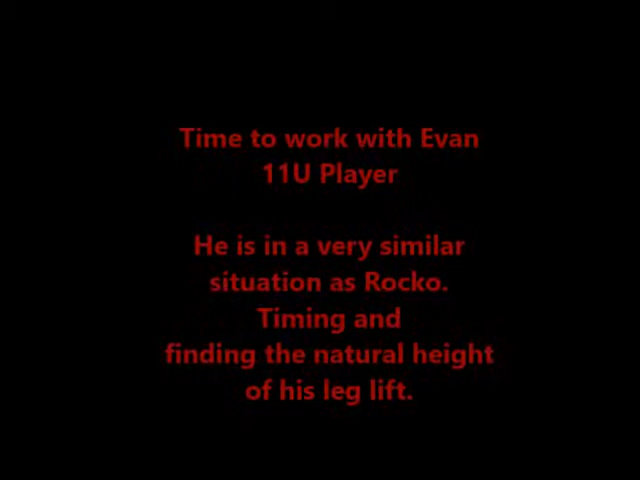 Time to work with Evan
11U Player
He is in a very similar
situation as Rocko.
Timing and
finding the natural height
of his leg lift.